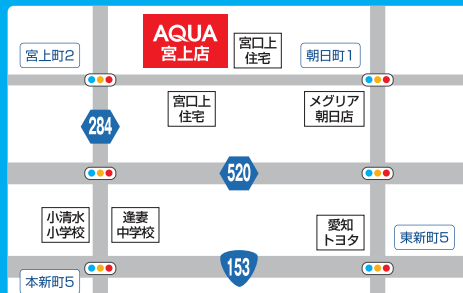 AQUA
宮上店
宮口上
住宅
宮上町2
朝日町1
宮口上
住宅
メグリア
朝日店
284
520
小清水
小学校
逢妻
中学校
愛知
トヨタ
東新町5
153
本新町5